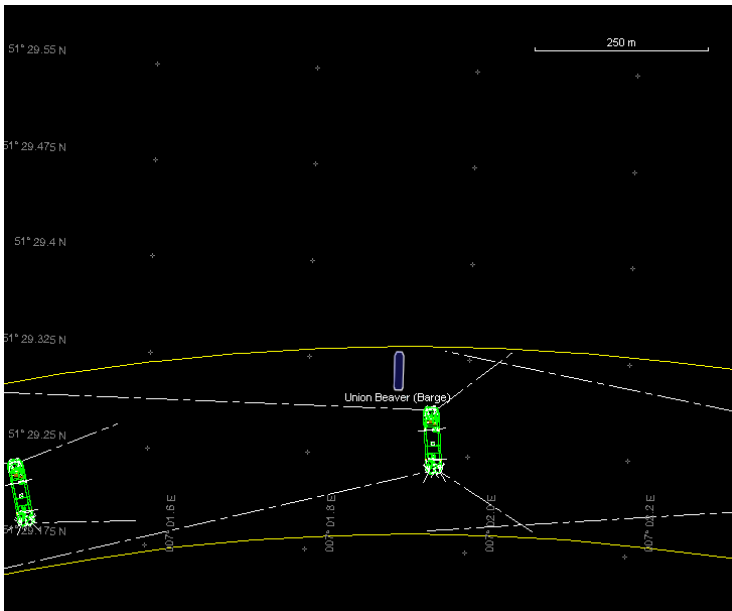 51° 29.55 N
250 m
51° 29.475 N
51° 29.4 N
51° 29.325 N
Union Beaver (Barge)
51° 29.25 N
51° 29.175 N
007° 01.6 E
007° 01.8 E
007° 02.0 E
007° 02.2 E